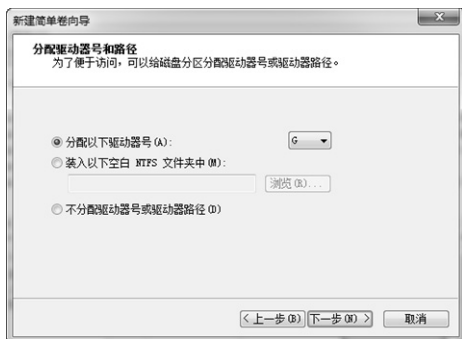 新建简单卷向导
分配驱动器号和路径
为了便于访问，可以给磁盘分区分配驱动器号或驱动器路径。
分配以下驱动器号(A): G
装入以下空白 NTFS 文件夹中(M):
浏览(R)...
不分配驱动器号或驱动器路径(D)
< 上一步(B) 下一步(N) > 取消